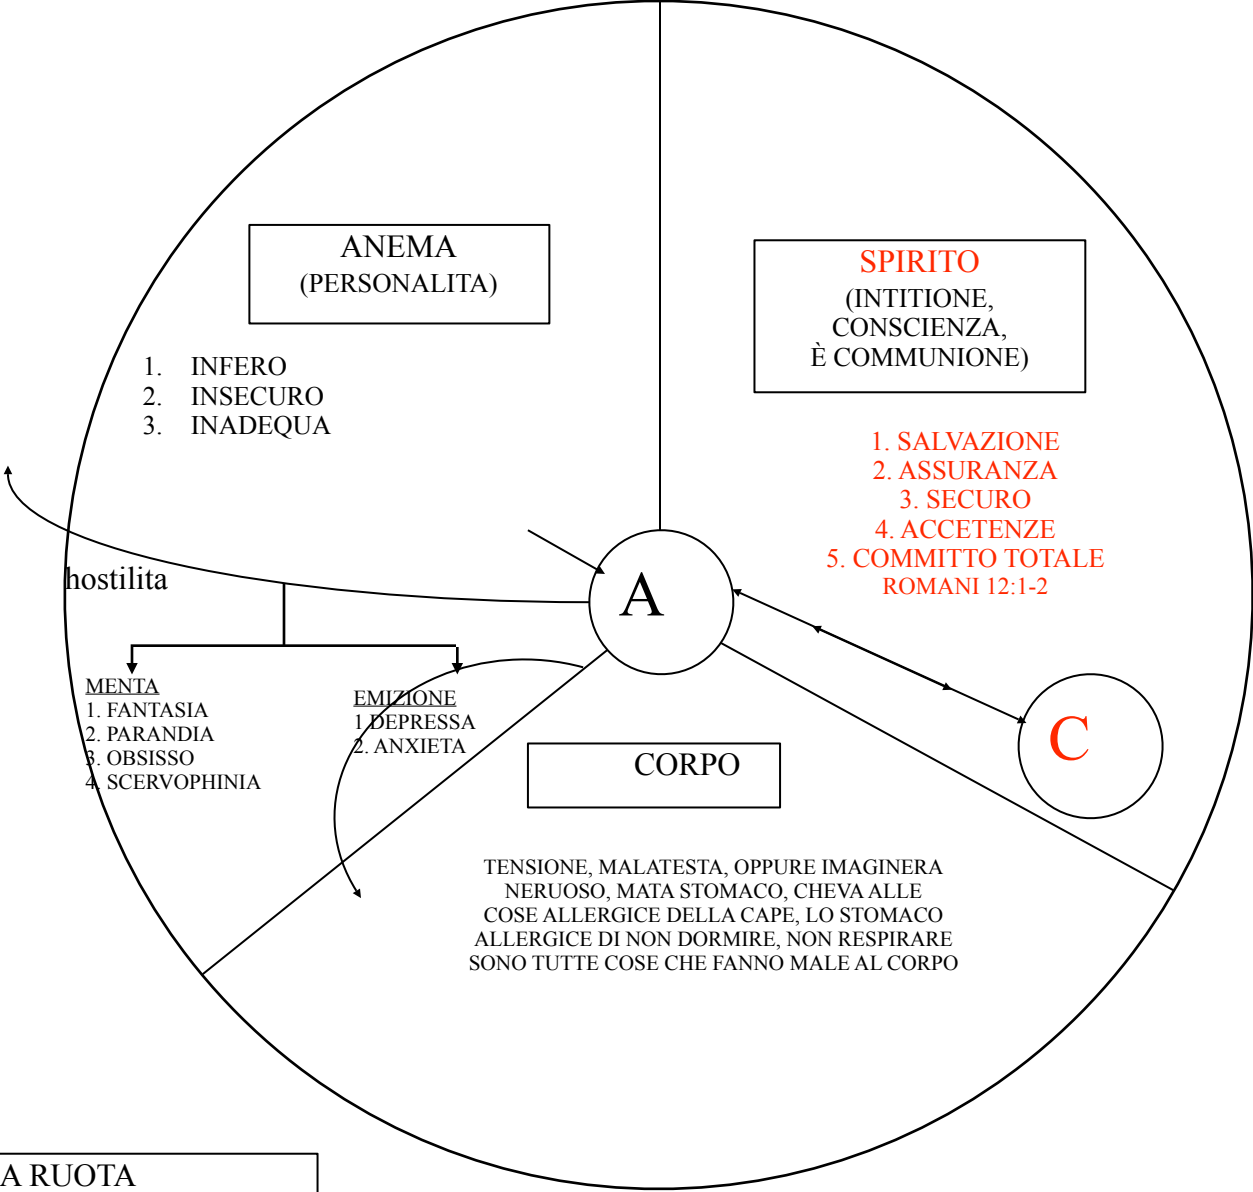 ANEMA
(PERSONALITA)
1. INFERO
2. INSECURO
3. INADEQUA
SPIRITO
(INTITIONE,
CONSCIENZA,
È COMMUNIONE)
1. SALVAZIONE
2. ASSURANZA
3. SECURO
4. ACCETENZE
5. COMMITTO TOTALE
ROMANI 12:1-2
A
hostilita
MENTA
1. FANTASIA
2. PARANDIA
3. OBSISSO
4. SCERVOPHINIA
EMIZIONE
1 DEPRESSA
2. ANXIETA
C
CORPO
TENSIONE, MALATESTA, OPPURE IMAGINERA
NERUOSO, MATA STOMACO, CHEVA ALLE
COSE ALLERGICE DELLA CAPE, LO STOMACO
ALLERGICE DI NON DORMIRE, NON RESPIRARE
SONO TUTTE COSE CHE FANNO MALE AL CORPO
A RUOTA